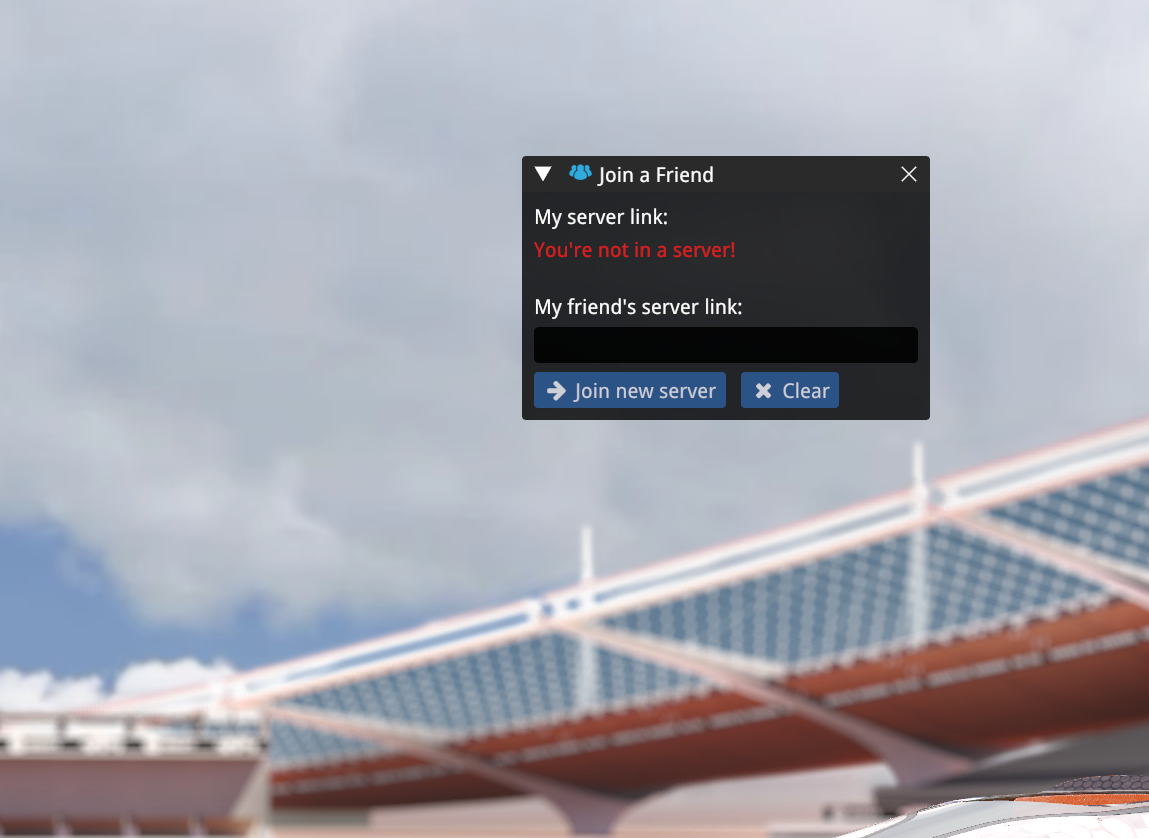 Join a Friend
My server link:
You're not in a server!
My friend's server link:
Join new server
Clear